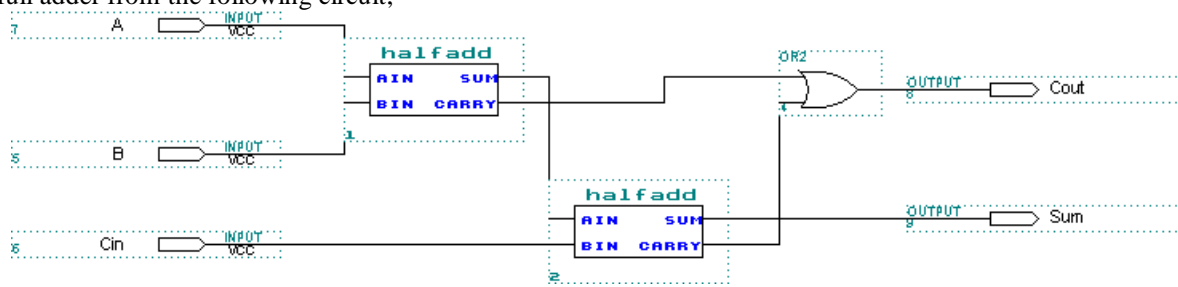 full adder from the following circuit,
7 A INPUT VCC
halfadd
AIN SUM
BIN CARRY
1
OR2
4
OUTPUT
8 Cout
5 B INPUT VCC
halfadd
AIN SUM
BIN CARRY
2
OUTPUT
9 Sum
6 Cin INPUT VCC